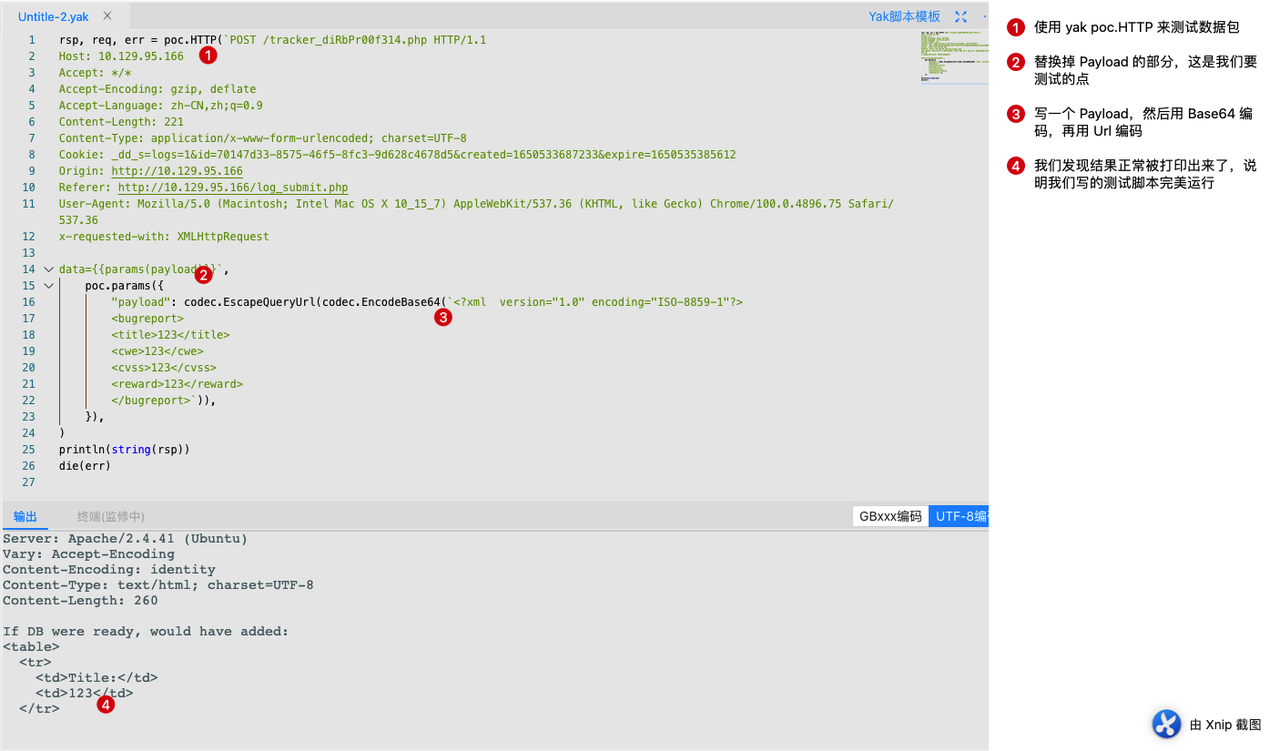 Untitle-2.yak
Yak脚本模板
1 rsp, req, err = poc.HTTP(`POST /tracker_diRbPr00f314.php HTTP/1.1
2 Host: 10.129.95.166
1
3 Accept: */*
4 Accept-Encoding: gzip, deflate
5 Accept-Language: zh-CN,zh;q=0.9
6 Content-Length: 221
7 Content-Type: application/x-www-form-urlencoded; charset=UTF-8
8 Cookie: _dd_s=logs=1&id=70147d33-8575-46f5-8fc3-9d628c4678d5&created=1650533687233&expire=1650535385612
9 Origin: http://10.129.95.166
10 Referer: http://10.129.95.166/log_submit.php
11 User-Agent: Mozilla/5.0 (Macintosh; Intel Mac OS X 10_15_7) AppleWebKit/537.36 (KHTML, like Gecko) Chrome/100.0.4896.75 Safari/
537.36
12 x-requested-with: XMLHttpRequest
13
14 data={{params(payload)}}`,
2
15 poc.params({
16 "payload": codec.EscapeQueryUrl(codec.EncodeBase64(`<?xml  version="1.0" encoding="ISO-8859-1"?>
3
17 <bugreport>
18 <title>123</title>
19 <cwe>123</cwe>
20 <cvss>123</cvss>
21 <reward>123</reward>
22 </bugreport>`)),
23 }),
24 )
25 println(string(rsp))
26 die(err)
27
输出
终端(监修中)
GBxxx编码
UTF-8编
Server: Apache/2.4.41 (Ubuntu)
Vary: Accept-Encoding
Content-Encoding: identity
Content-Type: text/html; charset=UTF-8
Content-Length: 260
If DB were ready, would have added:
<table>
<tr>
<td>Title:</td>
<td>123</td>
4
</tr>
1 使用 yak poc.HTTP 来测试数据包
2 替换掉 Payload 的部分，这是我们要
测试的点
3 写一个 Payload，然后用 Base64 编
码，再用 Url 编码
4 我们发现结果正常被打印出来了，说
明我们写的测试脚本完美运行
由 Xnip 截图